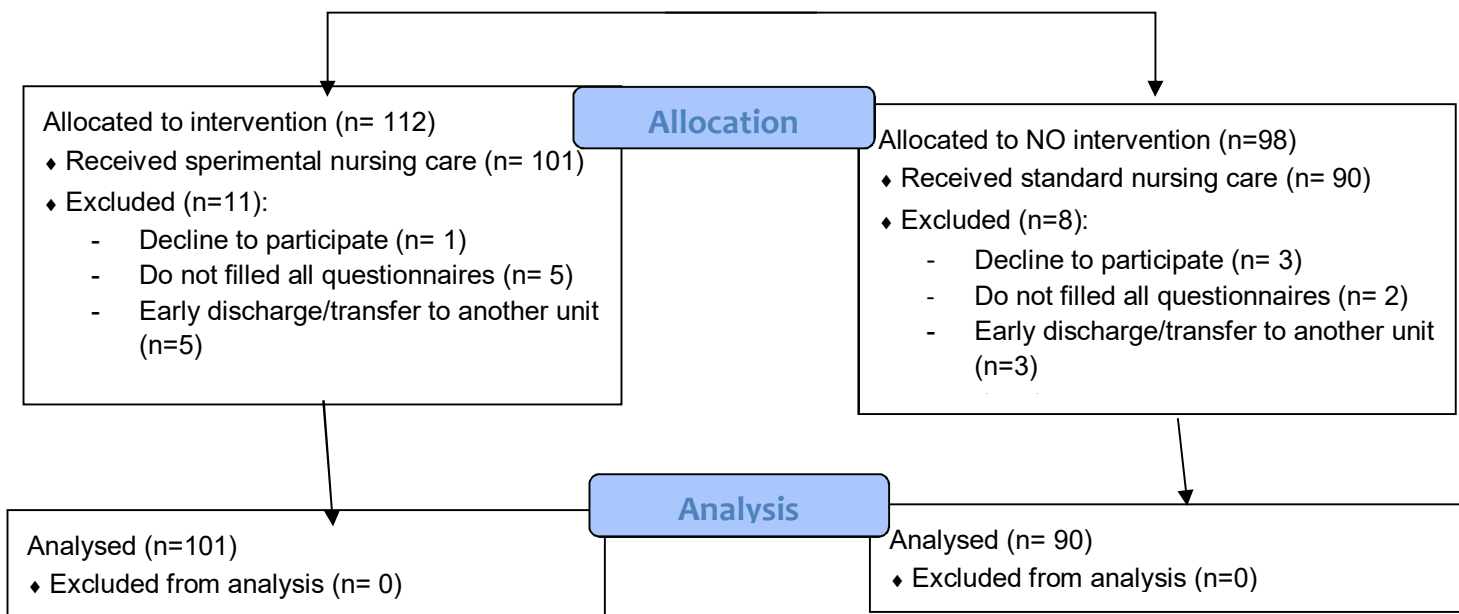 Allocation
Allocated to intervention (n= 112)
♦ Received sperimental nursing care (n= 101)
♦ Excluded (n=11):
- Decline to participate (n= 1)
- Do not filled all questionnaires (n= 5)
- Early discharge/transfer to another unit
(n=5)
Allocated to NO intervention (n=98)
♦ Received standard nursing care (n= 90)
♦ Excluded (n=8):
- Decline to participate (n= 3)
- Do not filled all questionnaires (n= 2)
- Early discharge/transfer to another unit
(n=3)
Analysis
Analysed (n=101)
♦ Excluded from analysis (n= 0)
Analysed (n= 90)
♦ Excluded from analysis (n=0)